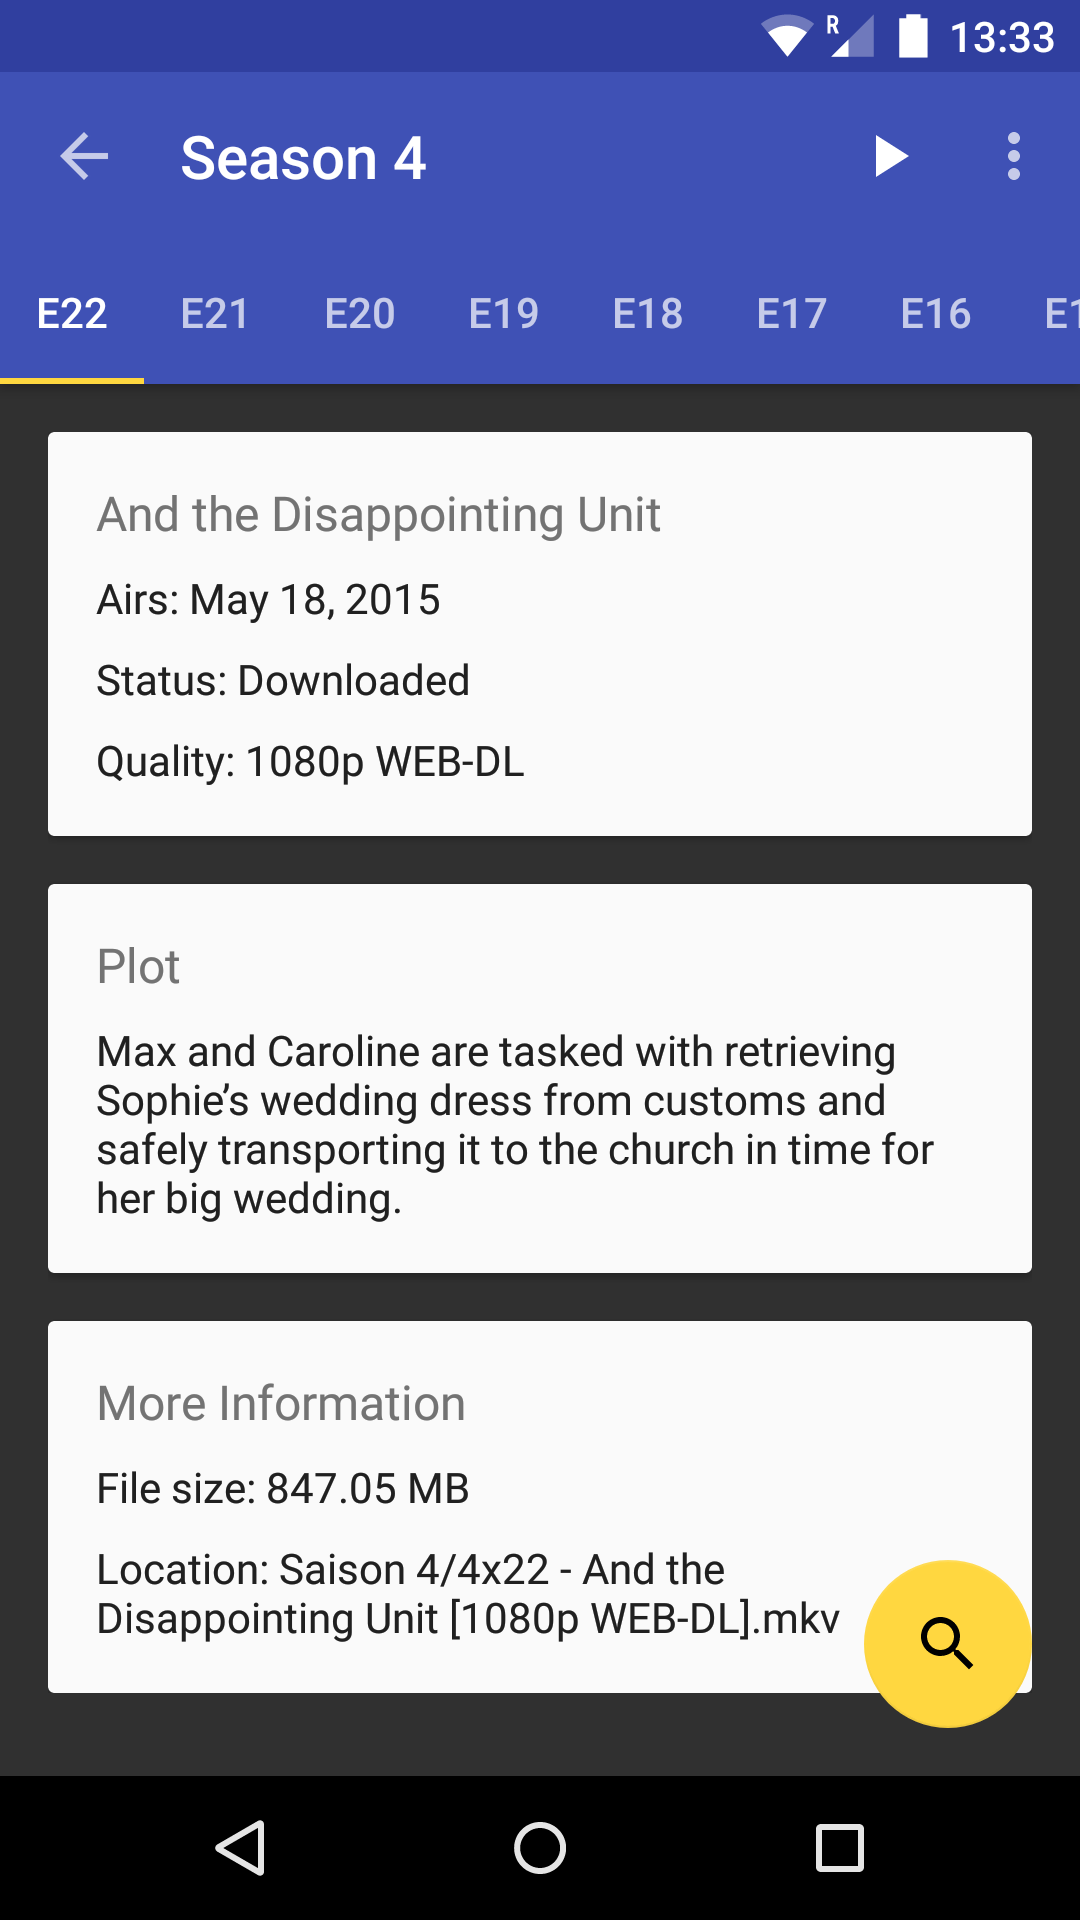 R 13:33
Season 4
E22 E21 E20 E19 E18 E17 E16 E1
And the Disappointing Unit
Airs: May 18, 2015
Status: Downloaded
Quality: 1080p WEB-DL
Plot
Max and Caroline are tasked with retrieving
Sophie’s wedding dress from customs and
safely transporting it to the church in time for
her big wedding.
More Information
File size: 847.05 MB
Location: Saison 4/4x22 - And the
Disappointing Unit [1080p WEB-DL].mkv